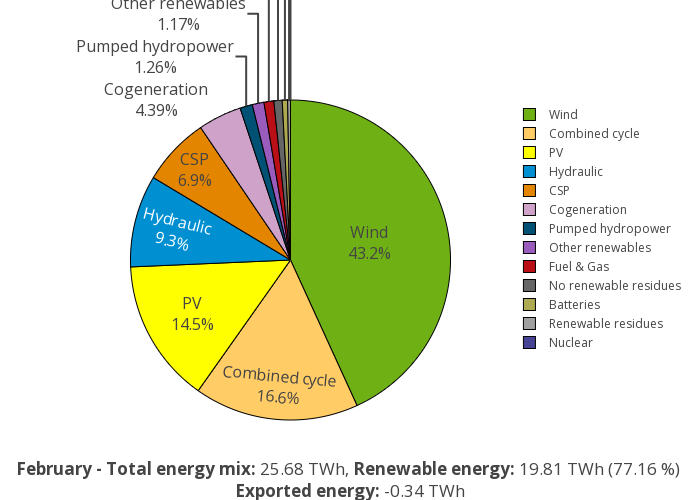 Other renewables
1.17%
Pumped hydropower
1.26%
Cogeneration
4.39%
CSP
6.9%
Hydraulic
9.3%
Wind
43.2%
PV
14.5%
Combined cycle
16.6%
Wind
Combined cycle
PV
Hydraulic
CSP
Cogeneration
Pumped hydropower
Other renewables
Fuel & Gas
No renewable residues
Batteries
Renewable residues
Nuclear
February - Total energy mix: 25.68 TWh, Renewable energy: 19.81 TWh (77.16 %)
Exported energy: -0.34 TWh